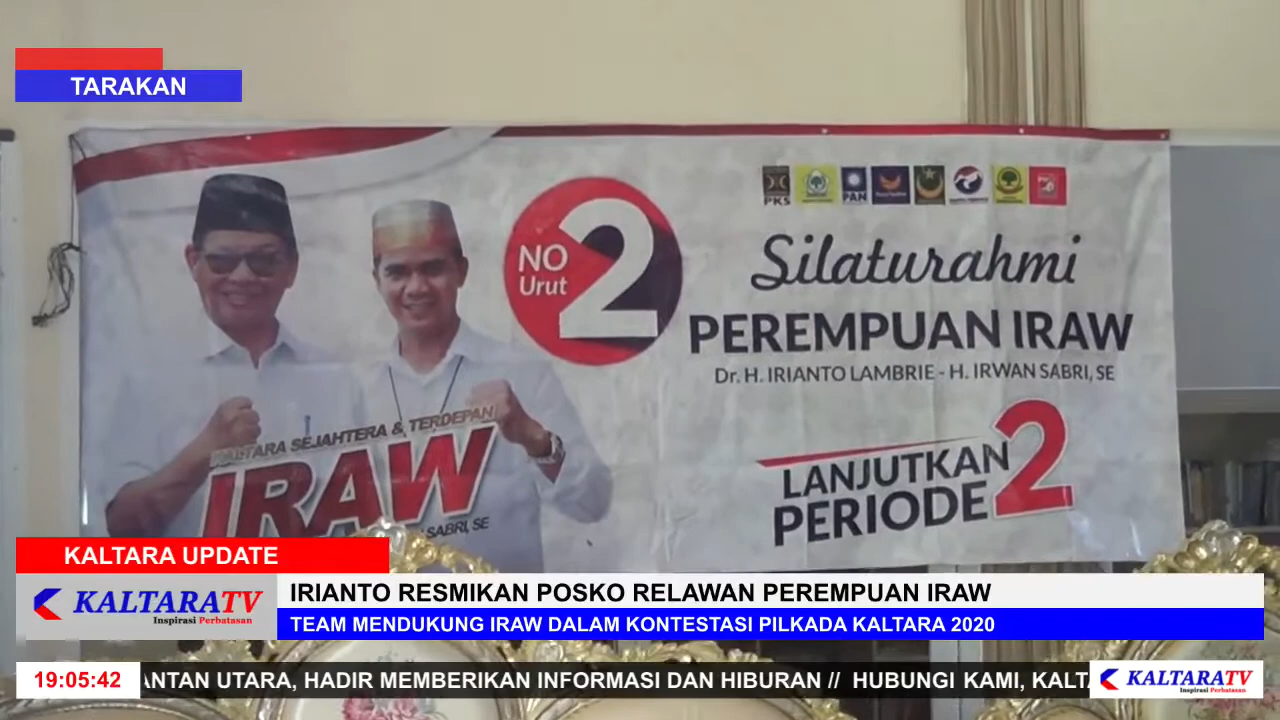 TARAKAN
PKS
PAN
NO
Urut
2
Silaturahmi
PEREMPUAN IRAW
Dr. H. IRIANTO LAMBRIE - H. IRWAN SABRI, SE
KALTARA SEJAHTERA & TERDEPAN
IRAW
SABRI, SE
LANJUTKAN
PERIODE 2
KALTARA UPDATE
KALTARATV
Inspirasi Perbatasan
IRIANTO RESMIKAN POSKO RELAWAN PEREMPUAN IRAW
TEAM MENDUKUNG IRAW DALAM KONTESTASI PILKADA KALTARA 2020
19:05:42
ANTAN UTARA, HADIR MEMBERIKAN INFORMASI DAN HIBURAN // HUBUNGI KAMI, KALTA
KALTARATV
Inspirasi Perbatasan